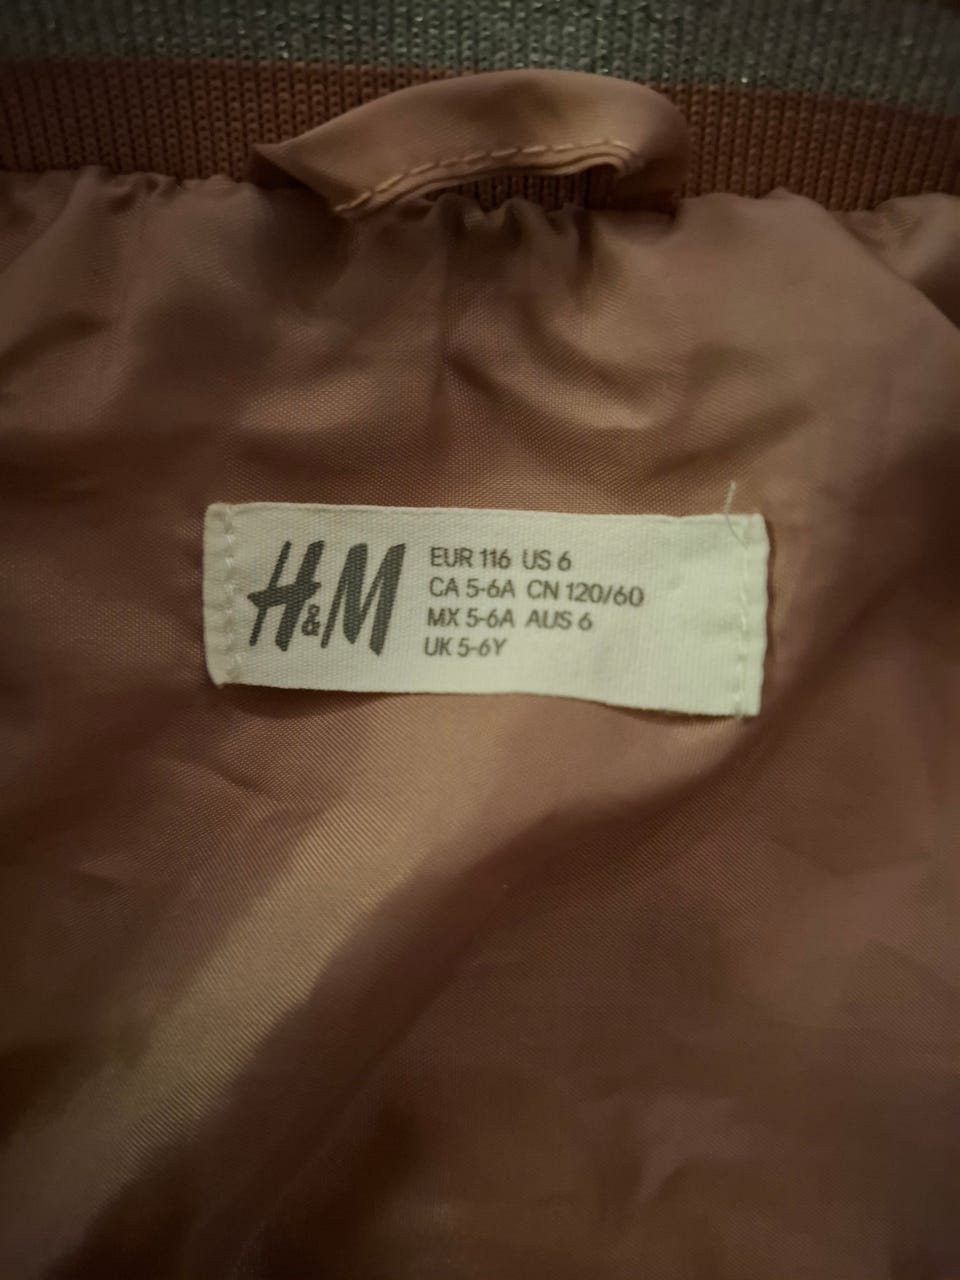 H&M
EUR 116 US 6
CA 5-6A CN 120/60
MX 5-6A AUS 6
UK 5-6Y